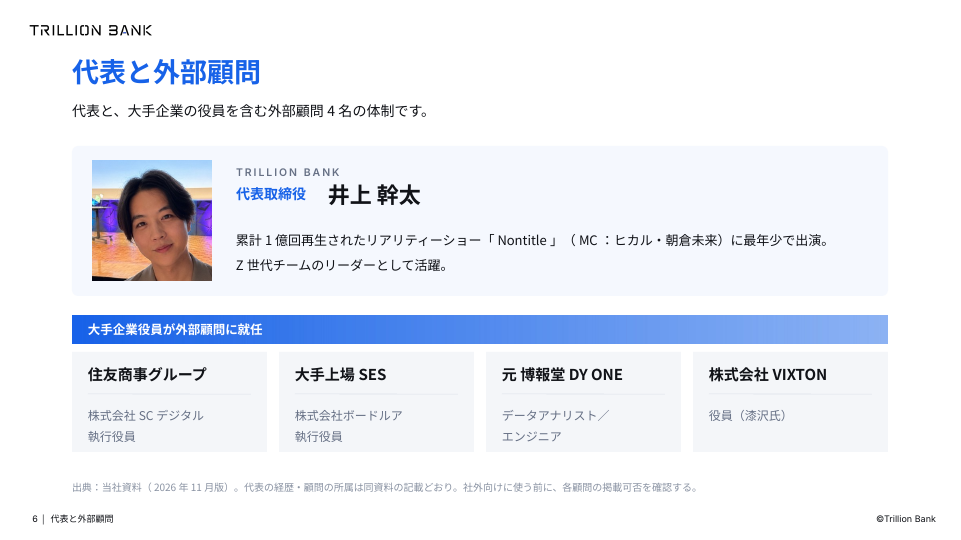 TRILLION BANK
代表と外部顧問
代表と、大手企業の役員を含む外部顧問 4 名の体制です。
TRILLION BANK
代表取締役 井上 幹太
累計 1 億回再生されたリアリティーショー「 Nontitle 」（ MC ：ヒカル・朝倉未来）に最年少で出演。
Z 世代チームのリーダーとして活躍。
大手企業役員が外部顧問に就任
住友商事グループ
株式会社 SC デジタル
執行役員
大手上場 SES
株式会社ボードルア
執行役員
元 博報堂 DY ONE
データアナリスト／
エンジニア
株式会社 VIXTON
役員（漆沢氏）
出典：当社資料（ 2026 年 11 月版）。代表の経歴・顧問の所属は同資料の記載どおり。社外向けに使う前に、各顧問の掲載可否を確認する。
6｜ 代表と外部顧問
©Trillion Bank